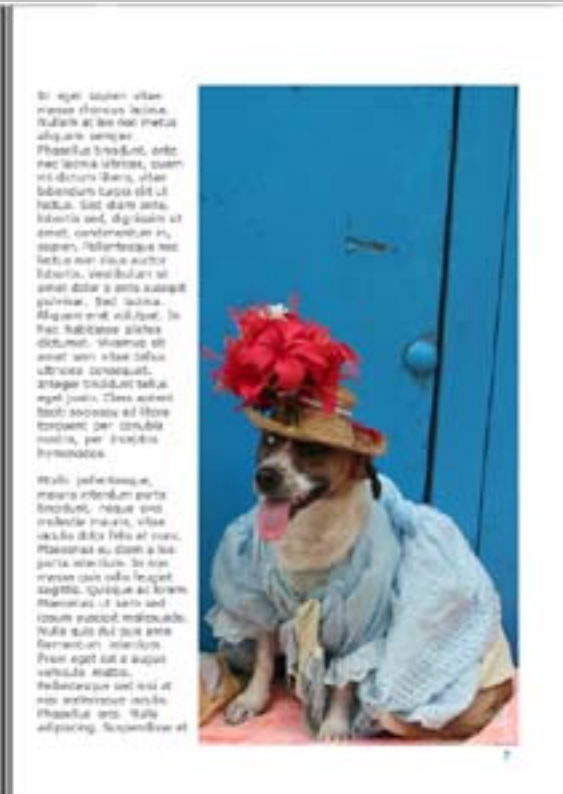 In eget sapien vitae
massa rhoncus lacinia.
Nullam at leo nec metus
aliquam semper.
Phasellus tincidunt, ante
nec lacinia ultrices, quam
mi dictum libero, vitae
bibendum turpis elit ut
lectus. Sed diam ante,
lobortis sed, dignissim sit
amet, condimentum in,
sapien. Pellentesque nec
lectus non risus auctor
lobortis. Vestibulum sit
amet dolor a ante suscipit
pulvinar. Sed lacinia.
Aliquam erat volutpat. In
hac habitasse platea
dictumst. Vivamus sit
amet sem vitae tellus
ultricies consequat.
Integer tincidunt tellus
eget justo. Class aptent
taciti sociosqu ad litora
torquent per conubia
nostra, per inceptos
hymenaeos.
Morbi pellentesque,
mauris interdum porta
tincidunt, neque orci
molestie mauris, vitae
iaculis dolor felis at nunc.
Maecenas eu diam a leo
porta interdum. In non
massa quis odio feugiat
sagittis. Quisque ac lorem.
Maecenas ut sem sed
ipsum suscipit malesuada.
Nulla quis dui quis ante
fermentum interdum.
Proin eget est a augue
vehicula mattis.
Pellentesque sed nisi at
nisi scelerisque iaculis.
Phasellus orci. Nulla
adipiscing. Suspendisse et
7